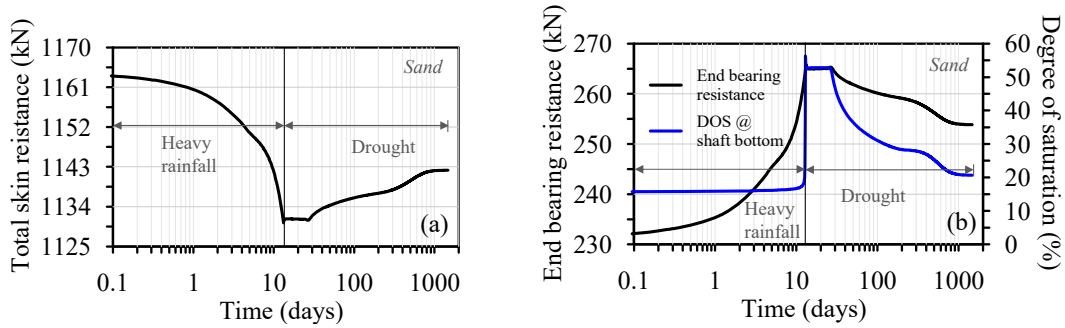 Total skin reistance (kN)
1170
1161
1152
1143
1134
1125
Sand
Heavy
rainfall
Drought
(a)
0.1
1
10
100
1000
Time (days)
End bearing reistance (kN)
270
260
250
240
230
End bearing
resistance
DOS @
shaft bottom
Sand
Heavy
rainfall
Drought
(b)
60
50
40
30
20
10
0
Degree of saturation (%)
0.1
1
10
100
1000
Time (days)